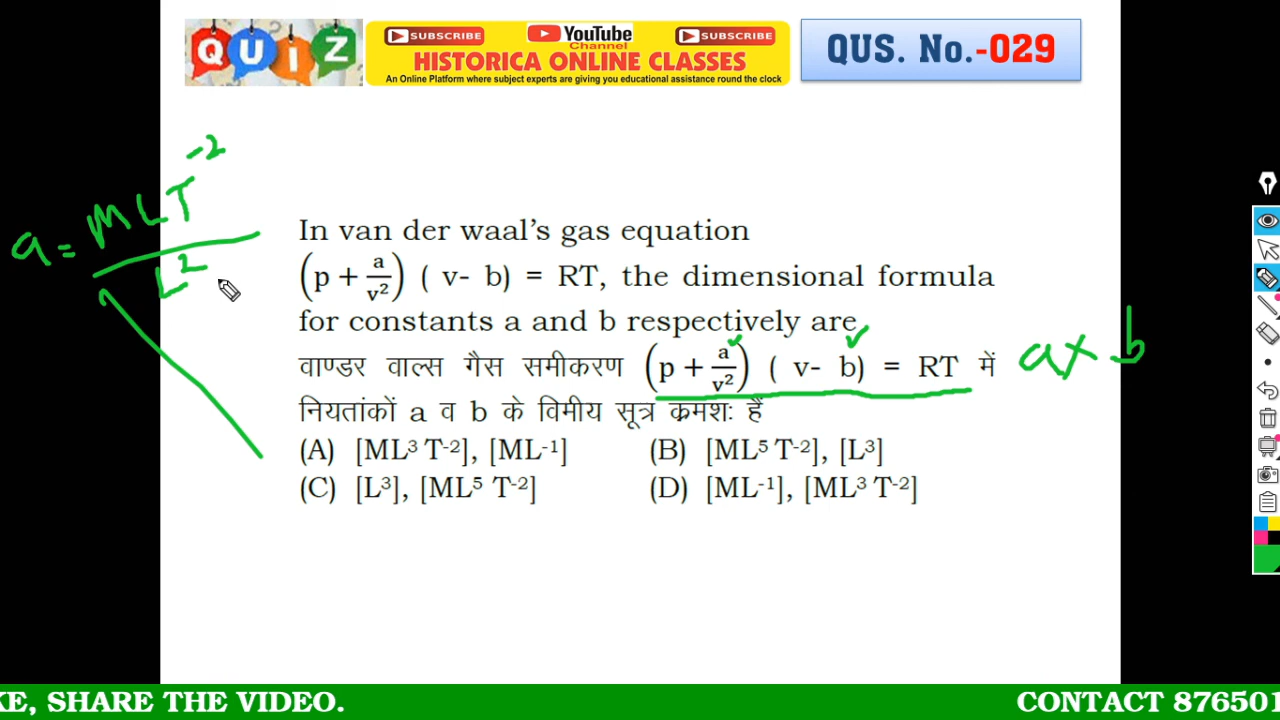 QUIZ
SUBSCRIBE YouTube SUBSCRIBE
Channel
HISTORICA ONLINE CLASSES
An Online Platform where subject experts are giving you educational assistance round the clock
QUS. No.-029
a = MLT⁻²
L²
In van der waal's gas equation
(p + a/v²) ( v- b) = RT, the dimensional formula
for constants a and b respectively are
वाण्डर वाल्स गैस समीकरण (p + a/v²) ( v- b) = RT में
a x b
नियतांकों a व b के विमीय सूत्र क्रमशः हैं
(A) [ML³ T⁻²], [ML⁻¹] (B) [ML⁵ T⁻²], [L³]
(C) [L³], [ML⁵ T⁻²] (D) [ML⁻¹], [ML³ T⁻²]
KE, SHARE THE VIDEO. CONTACT 876501